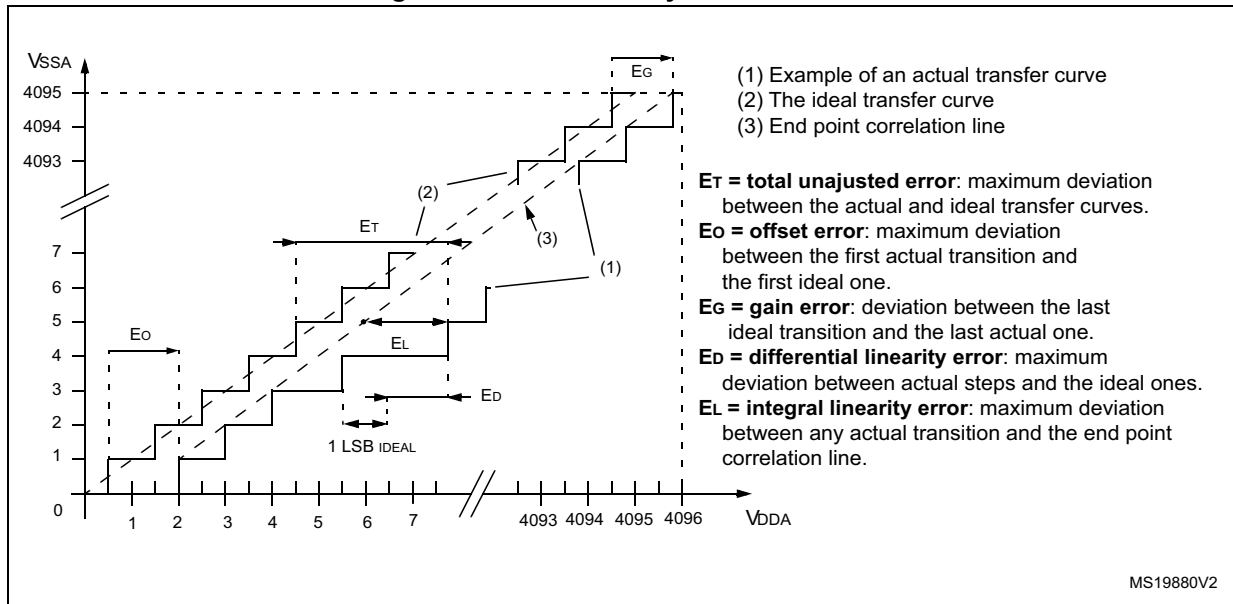 VSSA
EG
4095
4094
4093
(2)
ET
(3)
(1)
7
6
5
4
3
2
1
0
EO
EL
ED
1 LSB IDEAL
1 2 3 4 5 6 7 4093 4094 4095 4096
VDDA
(1) Example of an actual transfer curve
(2) The ideal transfer curve
(3) End point correlation line
ET = total unajusted error: maximum deviation
between the actual and ideal transfer curves.
EO = offset error: maximum deviation
between the first actual transition and
the first ideal one.
EG = gain error: deviation between the last
ideal transition and the last actual one.
ED = differential linearity error: maximum
deviation between actual steps and the ideal ones.
EL = integral linearity error: maximum deviation
between any actual transition and the end point
correlation line.
MS19880V2